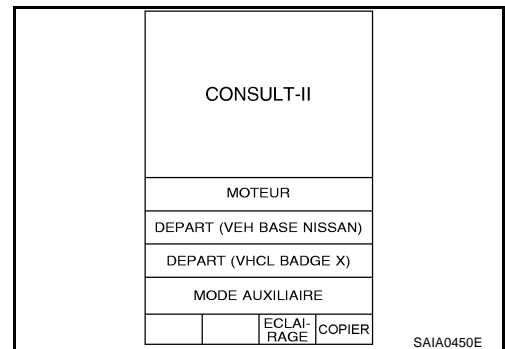 CONSULT-II
MOTEUR
DEPART (VEH BASE NISSAN)
DEPART (VHCL BADGE X)
MODE AUXILIAIRE
ECLAI-
RAGE
COPIER
SAIA0450E